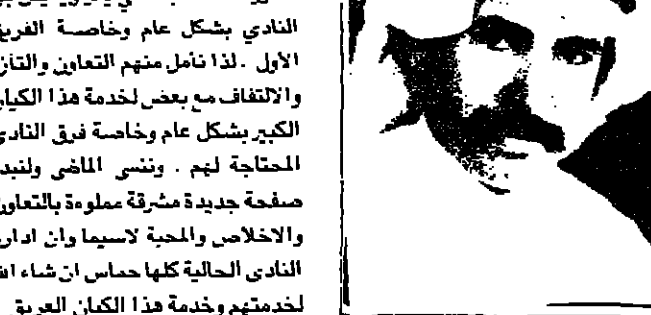 النادي بشكل عام وخاصة الفريق
الأول . لذا نأمل منهم التعاون والتآزر
والالتفاف مع بعض لخدمة هذا الكيان
الكبير بشكل عام وخاصة فرق النادي
المحتاجة لهم . وننسى الماضي ولنبدأ
صفحة جديدة مشرقة مملوءة بالتعاون
والاخلاص والمحبة لاسيما وان ادارة
النادي الحالية كلها حماس ان شاء الله
لخدمتهم وخدمة هذا الكيان العريق